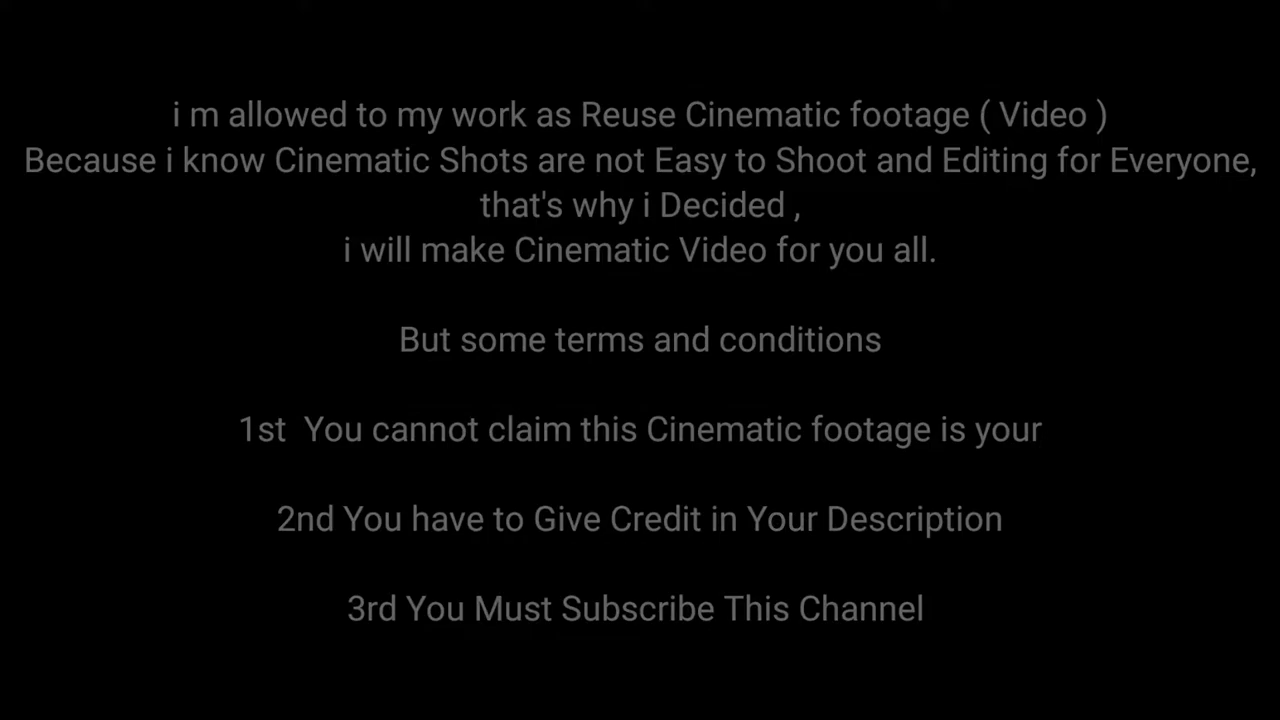 i m allowed to my work as Reuse Cinematic footage ( Video )
Because i know Cinematic Shots are not Easy to Shoot and Editing for Everyone,
that's why i Decided ,
i will make Cinematic Video for you all.
But some terms and conditions
1st  You cannot claim this Cinematic footage is your
2nd You have to Give Credit in Your Description
3rd You Must Subscribe This Channel